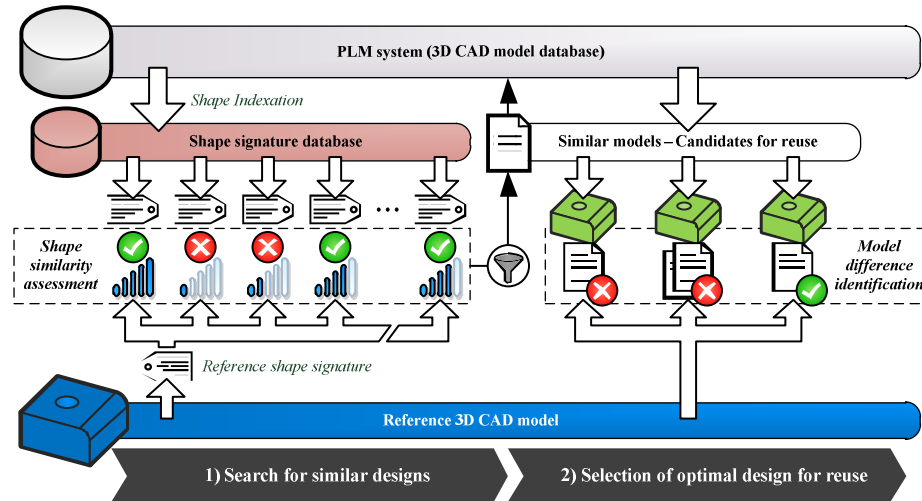 PLM system (3D CAD model database)
Shape Indexation
Shape signature database
Similar models – Candidates for reuse
...
Shape
similarity
assessment
Model
difference
identification
Reference shape signature
Reference 3D CAD model
1) Search for similar designs
2) Selection of optimal design for reuse